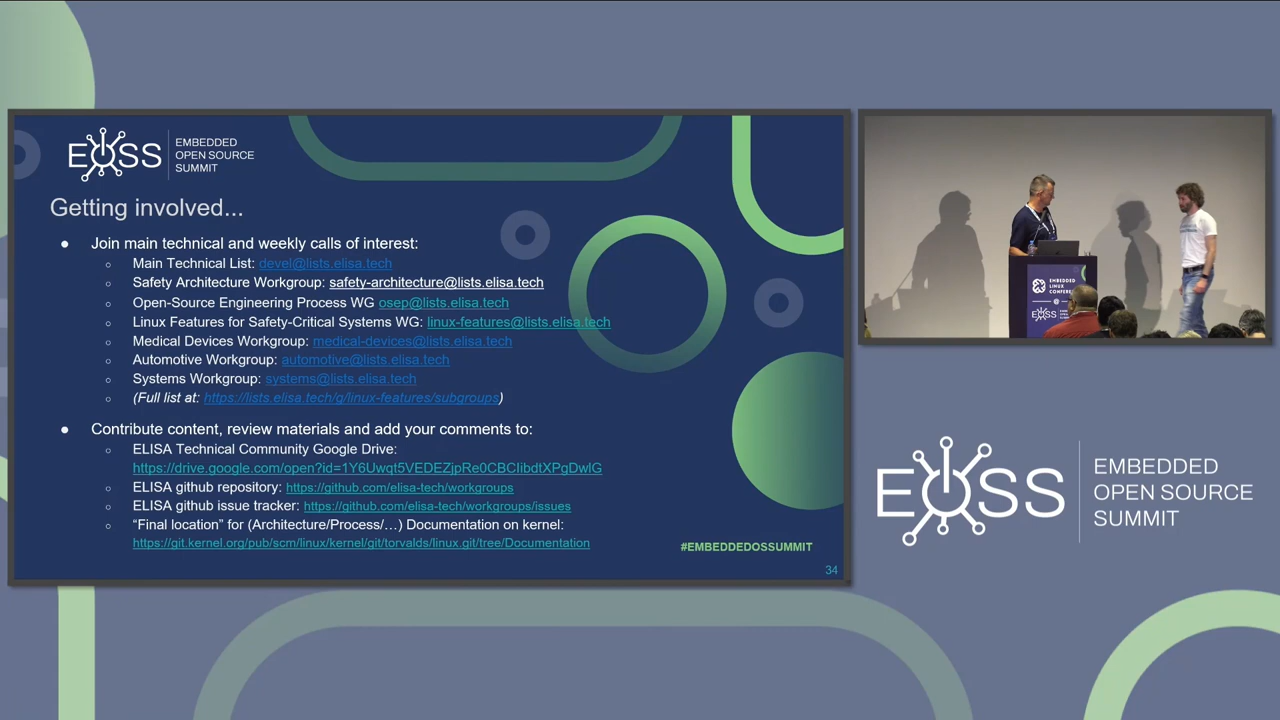 EOSS
EMBEDDED
OPEN SOURCE
SUMMIT
Getting involved...
● Join main technical and weekly calls of interest:
○ Main Technical List: devel@lists.elisa.tech
○ Safety Architecture Workgroup: safety-architecture@lists.elisa.tech
○ Open-Source Engineering Process WG osep@lists.elisa.tech
○ Linux Features for Safety-Critical Systems WG: linux-features@lists.elisa.tech
○ Medical Devices Workgroup: medical-devices@lists.elisa.tech
○ Automotive Workgroup: automotive@lists.elisa.tech
○ Systems Workgroup: systems@lists.elisa.tech
○ (Full list at: https://lists.elisa.tech/g/linux-features/subgroups)
● Contribute content, review materials and add your comments to:
○ ELISA Technical Community Google Drive:
https://drive.google.com/open?id=1Y6Uwqt5VEDEZjpRe0CBCIibdtXPgDwlG
○ ELISA github repository: https://github.com/elisa-tech/workgroups
○ ELISA github issue tracker: https://github.com/elisa-tech/workgroups/issues
○ “Final location” for (Architecture/Process/…) Documentation on kernel:
https://git.kernel.org/pub/scm/linux/kernel/git/torvalds/linux.git/tree/Documentation
#EMBEDDEDOSSUMMIT
34
EMBEDDED
LINUX
CONFERENCE
EOSS
EOSS
EMBEDDED
OPEN SOURCE
SUMMIT